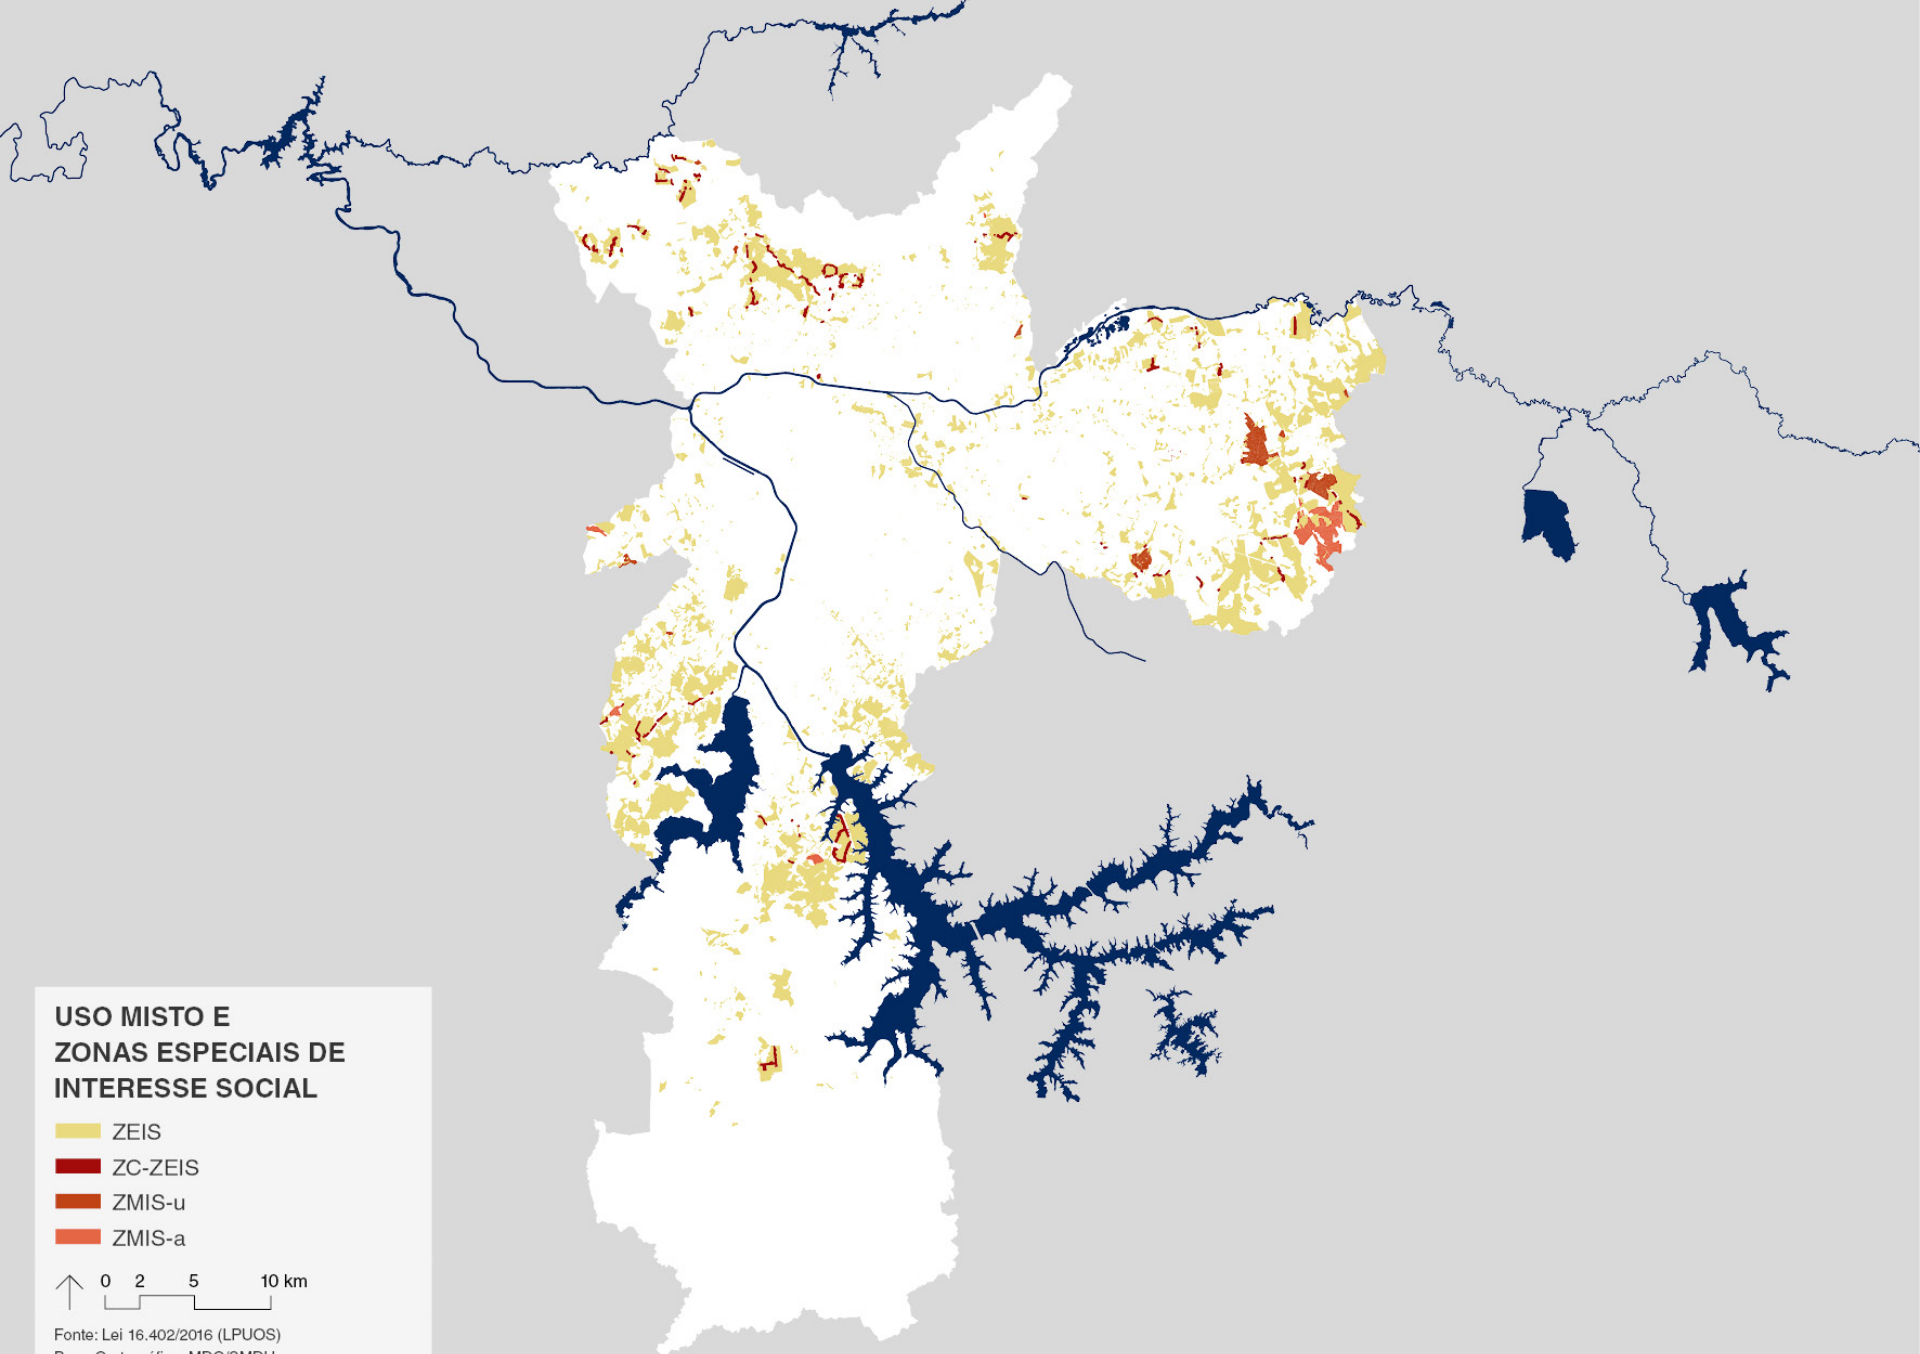 USO MISTO E
ZONAS ESPECIAIS DE
INTERESSE SOCIAL
ZEIS
ZC-ZEIS
ZMIS-u
ZMIS-a
0 2 5 10 km
Fonte: Lei 16.402/2016 (LPUOS)